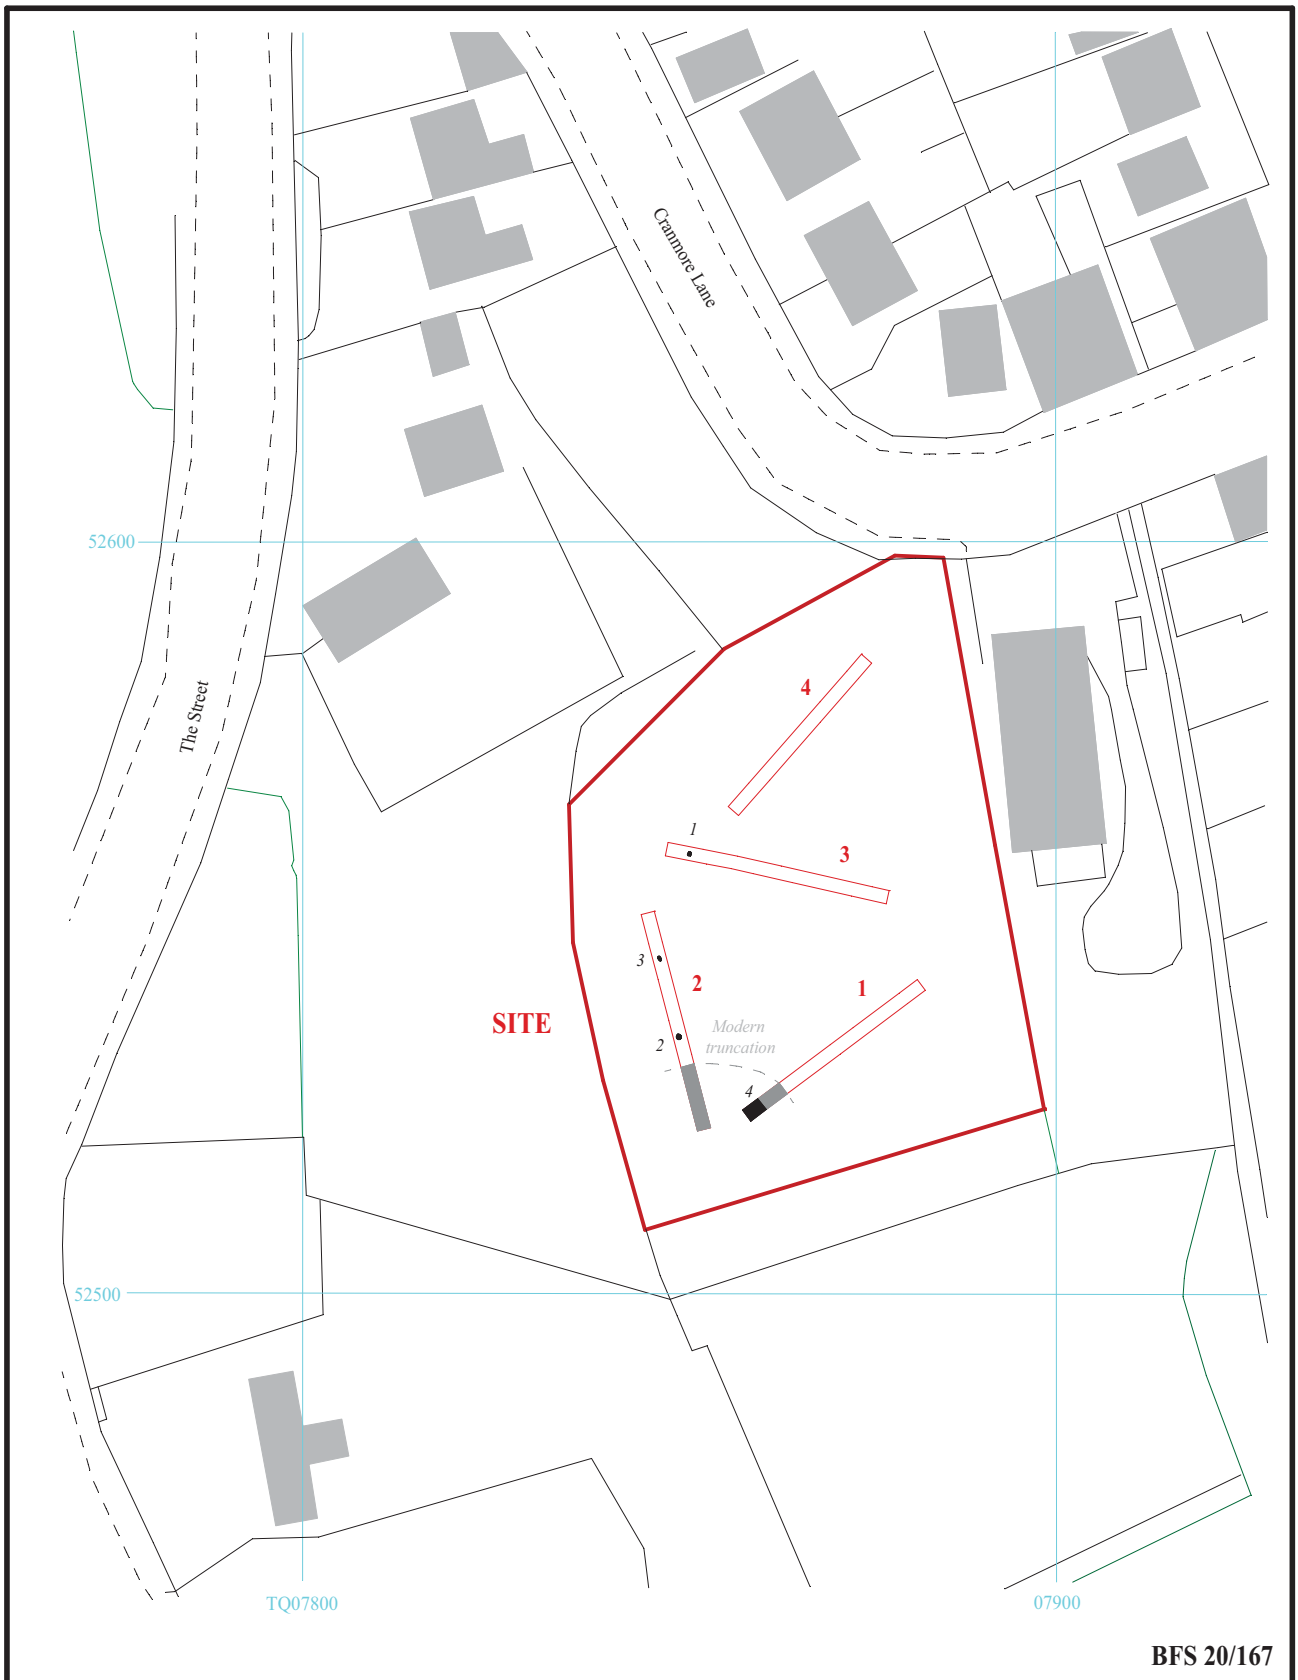 Cranmore Lane
52600
The Street
4
1
3
3
2
1
SITE
2
Modern
truncation
4
52500
TQ07800
07900
BFS 20/167